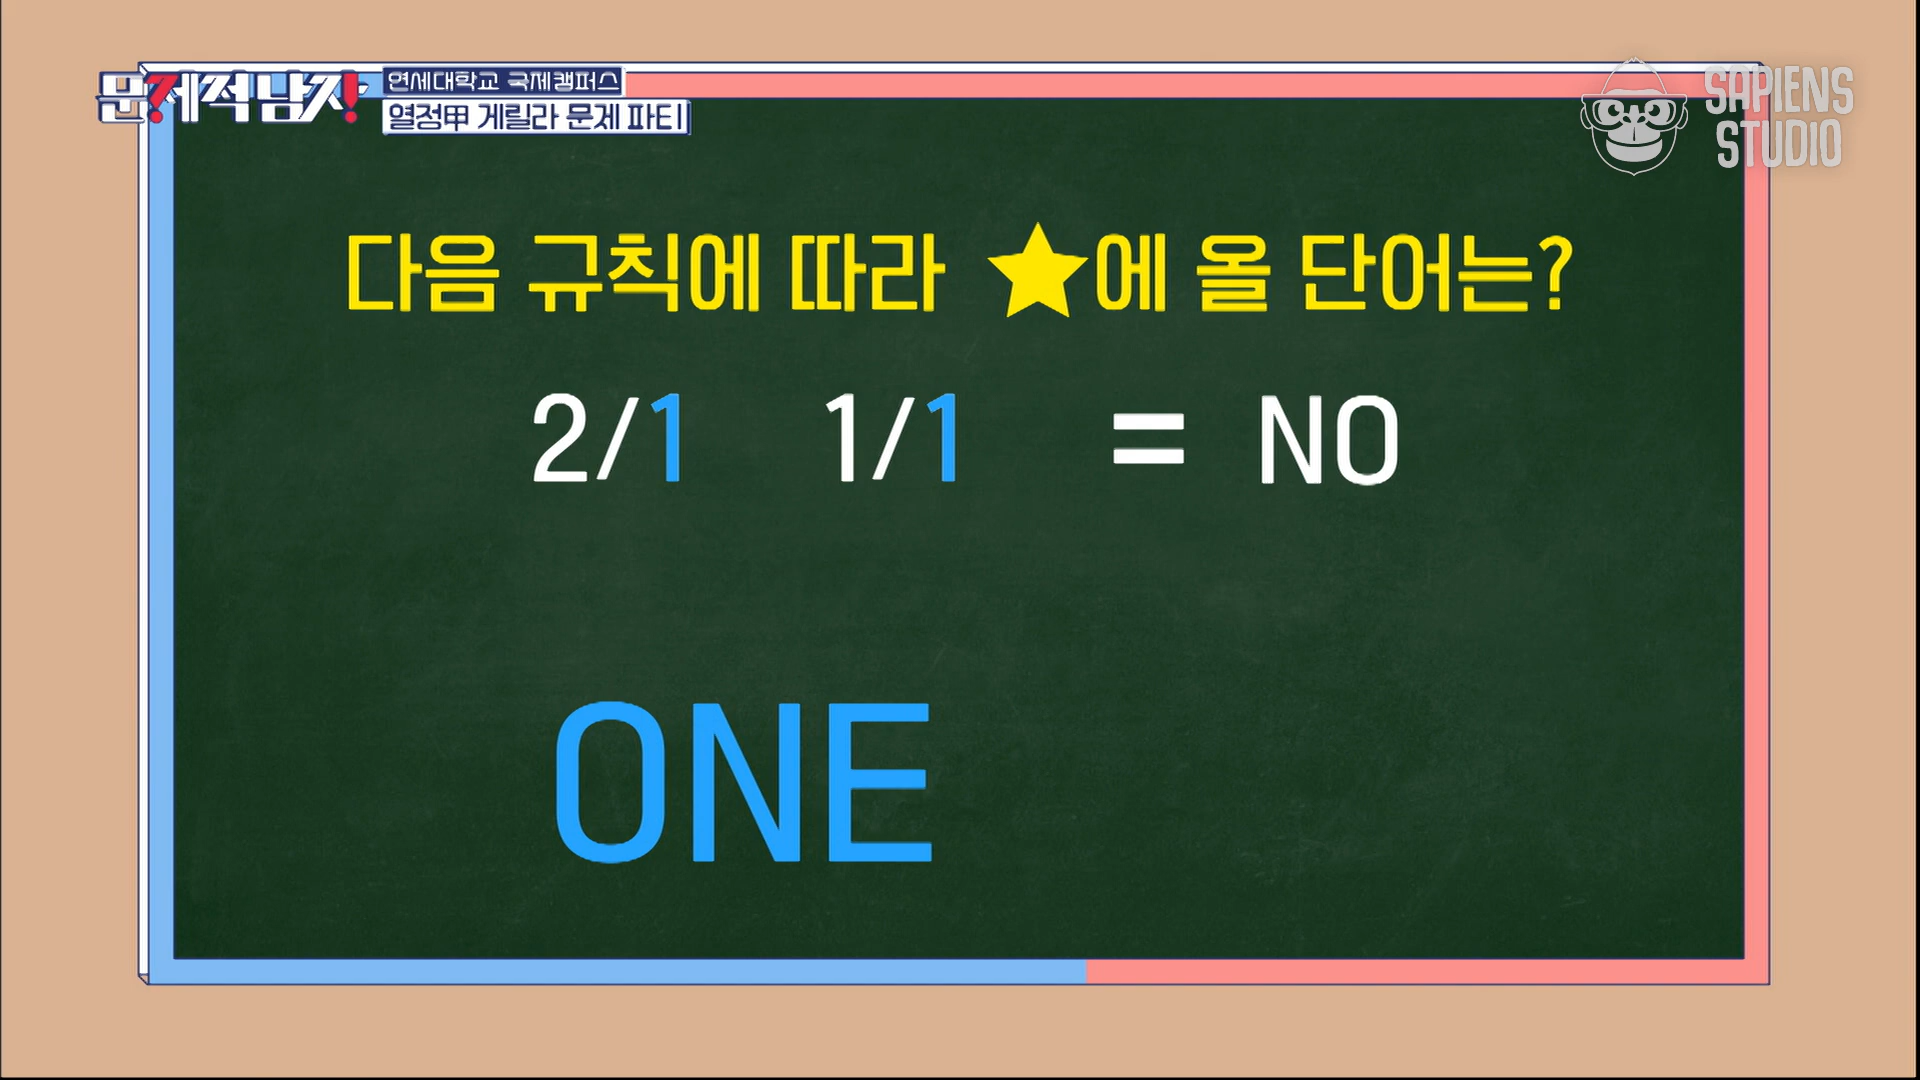 문제적 남자
연세대학교 국제캠퍼스
열정甲 게릴라 문제 파티
SAPIENS
STUDIO
다음 규칙에 따라 ★에 올 단어는?
2/1 1/1 = NO
ONE